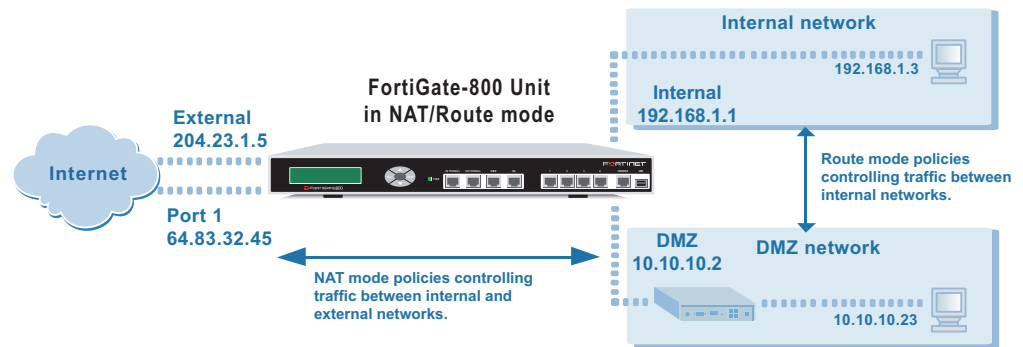 Internal network
192.168.1.3
FortiGate-800 Unit
in NAT/Route mode
Internal
192.168.1.1
External
204.23.1.5
FORTINET
Internet
Route mode policies
controlling traffic between
internal networks.
Port 1
64.83.32.45
DMZ
10.10.10.2
DMZ network
NAT mode policies controlling
traffic between internal and
external networks.
10.10.10.23